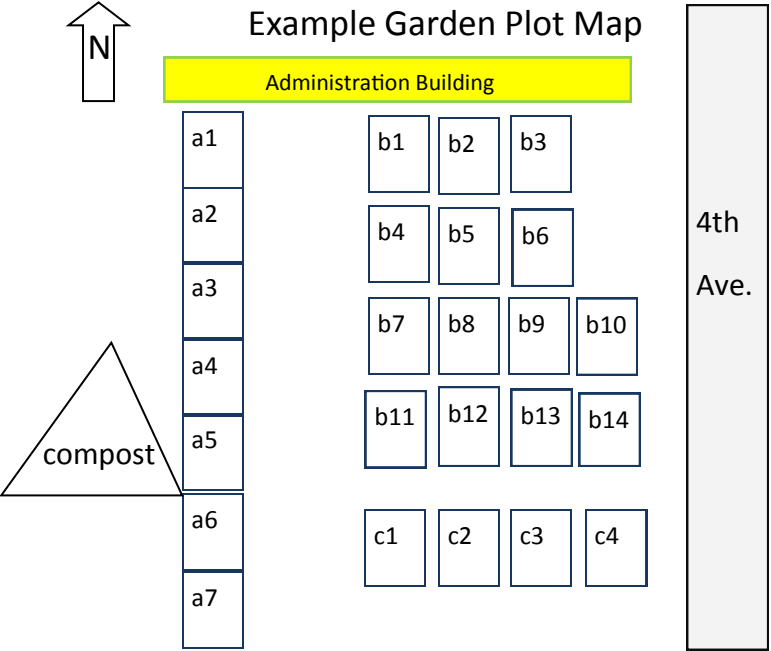 N
Example Garden Plot Map
Administration Building
a1
b1
b2
b3
a2
b4
b5
b6
4th
Ave.
a3
b7
b8
b9
b10
a4
b11
b12
b13
b14
compost
a5
a6
c1
c2
c3
c4
a7